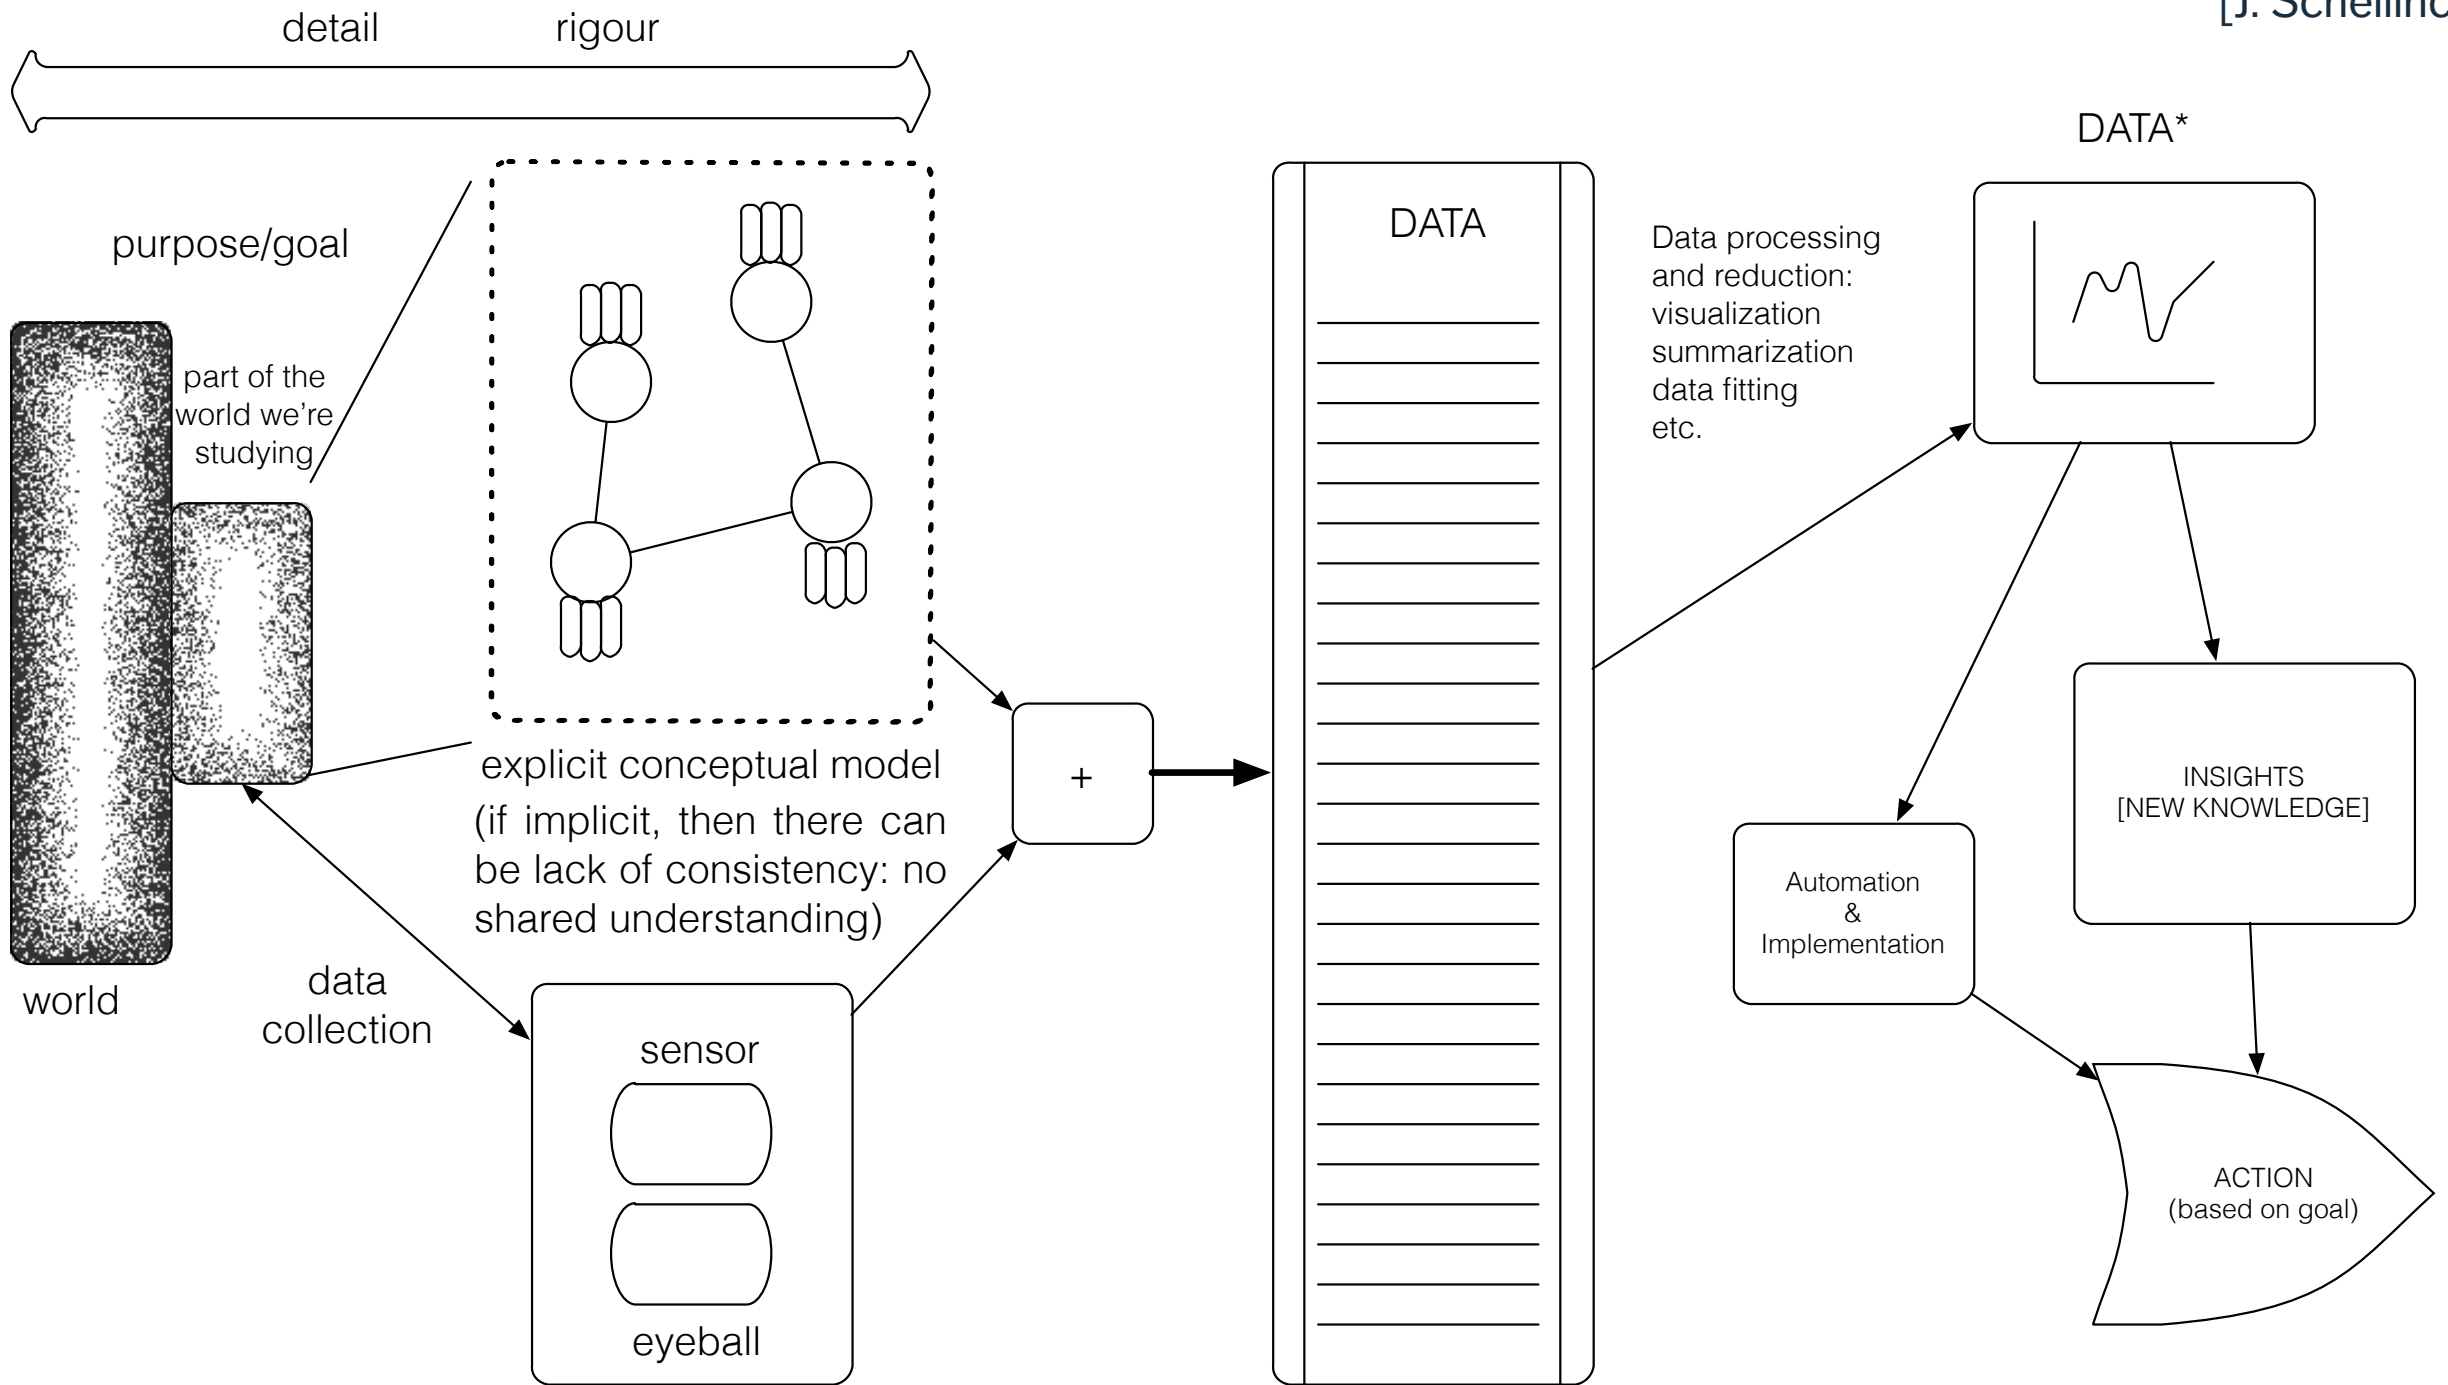 [J. Schellinc
detail
rigour
purpose/goal
part of the
world we're
studying
world
explicit conceptual model
(if implicit, then there can
be lack of consistency: no
shared understanding)
data
collection
sensor
eyeball
+
DATA
Data processing
and reduction:
visualization
summarization
data fitting
etc.
DATA*
Automation
&
Implementation
INSIGHTS
[NEW KNOWLEDGE]
ACTION
(based on goal)